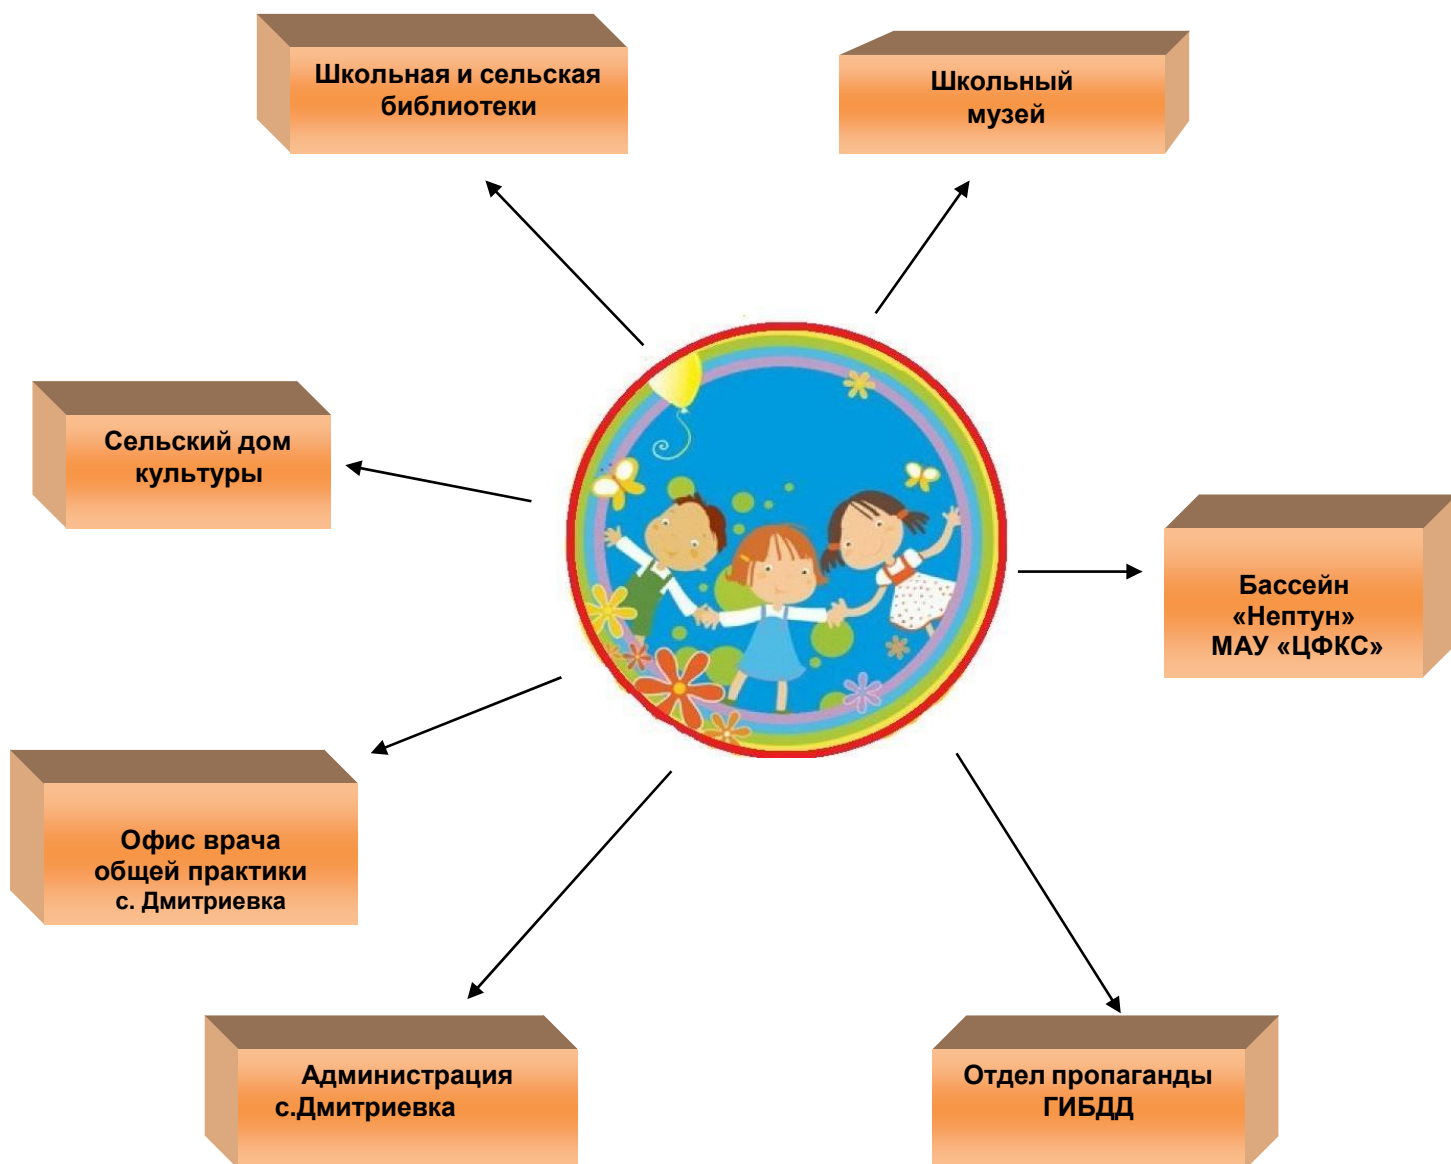 Школьная и сельская
библиотеки
Школьный
музей
Сельский дом
культуры
Бассейн
«Нептун»
МАУ «ЦФКС»
Офис врача
общей практики
с. Дмитриевка
Администрация
с.Дмитриевка
Отдел пропаганды
ГИБДД